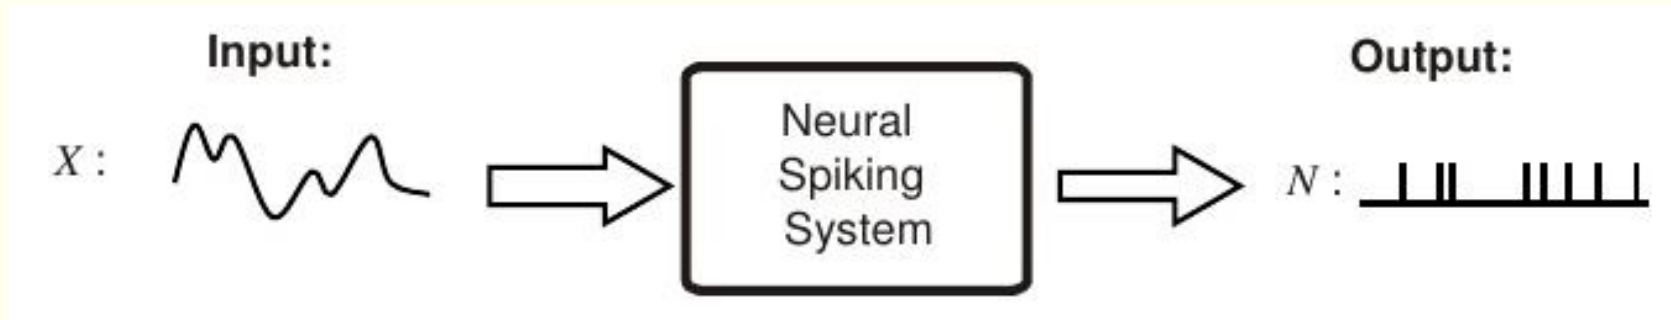 Input:
Output:
X :
Neural
Spiking
System
N :